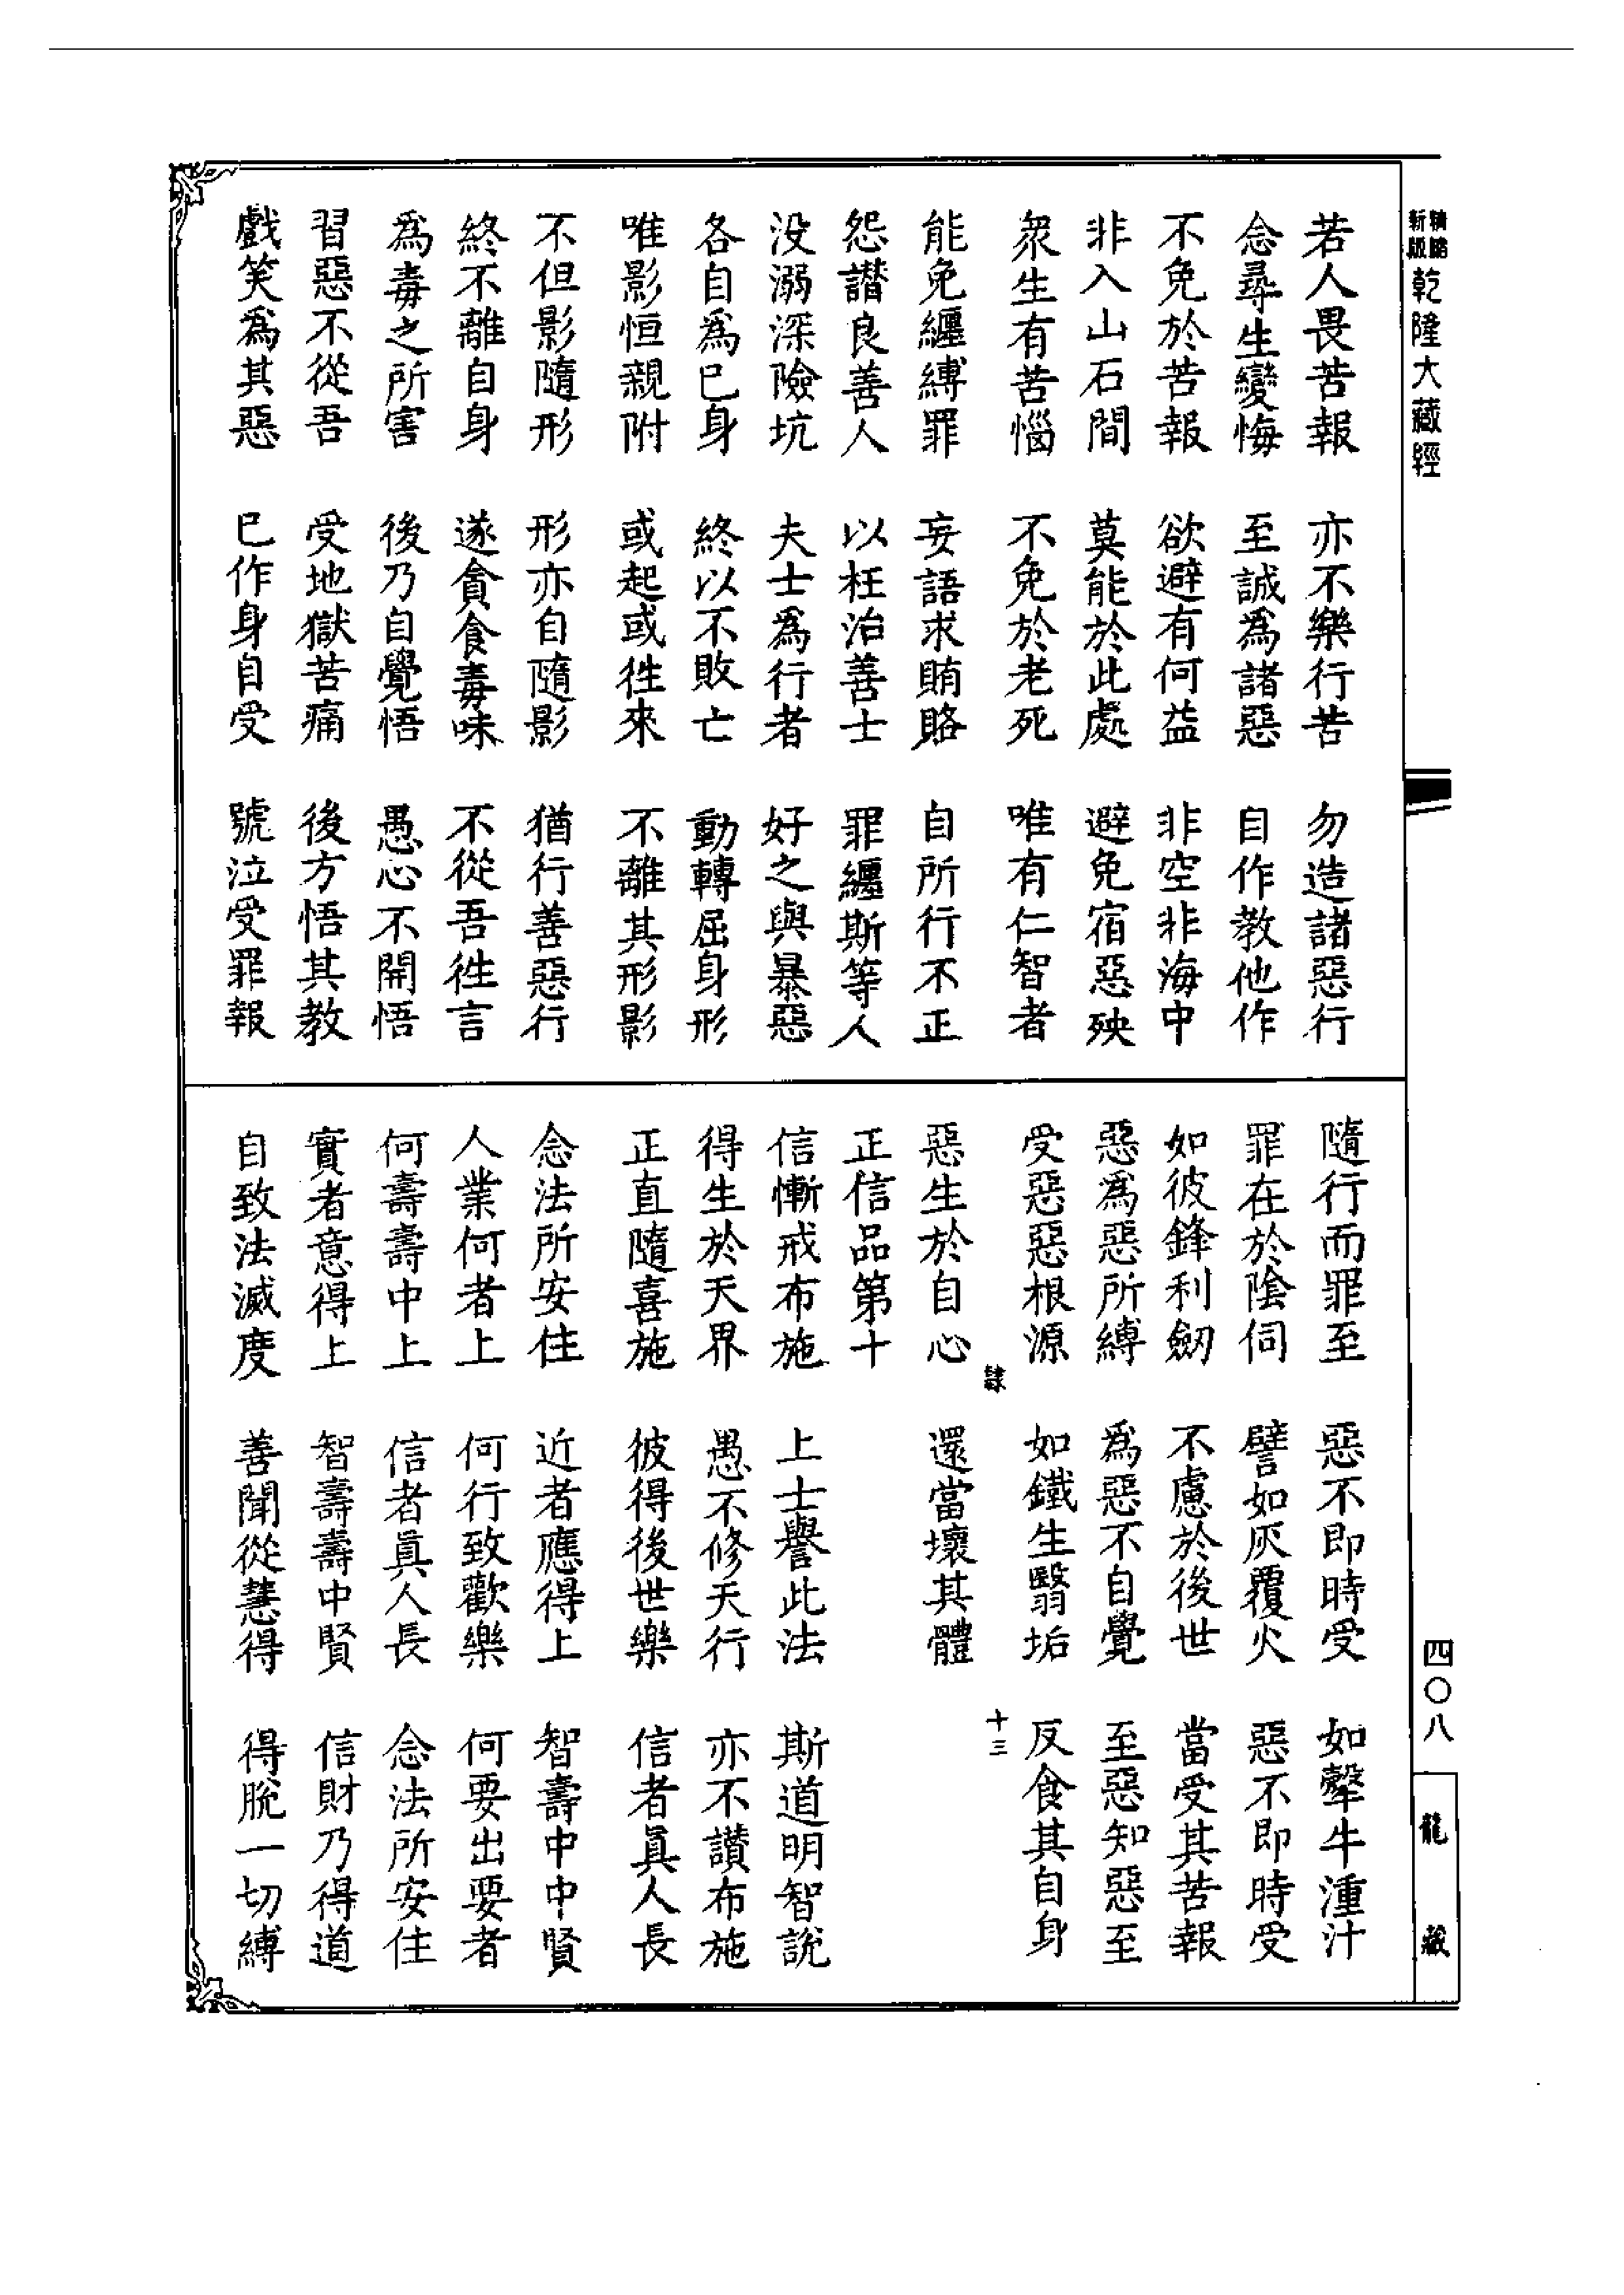 新版
精縮
乾隆大藏經
若人畏苦報　亦不樂行苦　勿造諸惡行
念尋生變悔　至誠為諸惡　自作教他作
不免於苦報　欲避有何益　非空非海中
非入山石間　莫能於此處　避免宿惡殃
衆生有苦惱　不免於老死　唯有仁智者
能免纏縛罪　妄語求賄賂　自所行不正
怨譖良善人　以枉治善士　罪纏斯等人
没溺深險坑　夫士為行者　好之與暴惡
各自為已身　終以不敗亡　動轉屈身形
唯影恒親附　或起或徃來　不離其形影
不但影隨形　形亦自隨影　猶行善惡行
終不離自身　遂貪食毒味　不從吾徃言
為毒之所害　後乃自覺悟　愚心不開悟
習惡不從吾　受地獄苦痛　後方悟其教
戲笑為其惡　已作身自受　號泣受罪報
隨行而罪至　惡不即時受　如𤛗牛湩汁
罪在於陰伺　譬如灰覆火　惡不即時受
如彼鋒利劒　不慮於後世　當受其苦報
惡為惡所縛　為惡不自覺　至惡知惡至
受惡惡根源　如鐵生翳垢　反食其自身
隸　十三
惡生於自心　還當壞其體
正信品第十
信慚戒布施　上士譽此法　斯道明智說
得生於天界　愚不修天行　亦不讚布施
正直隨喜施　彼得後世樂　信者眞人長
念法所安住　近者應得上　智壽中中賢
人業何者上　何行致歡樂　何要出要者
何壽壽中上　信者眞人長　念法所安住
實者意得上　智壽壽中賢　信財乃得道
自致法滅度　善聞從慧得　得脫一切縛
四〇八
龍藏